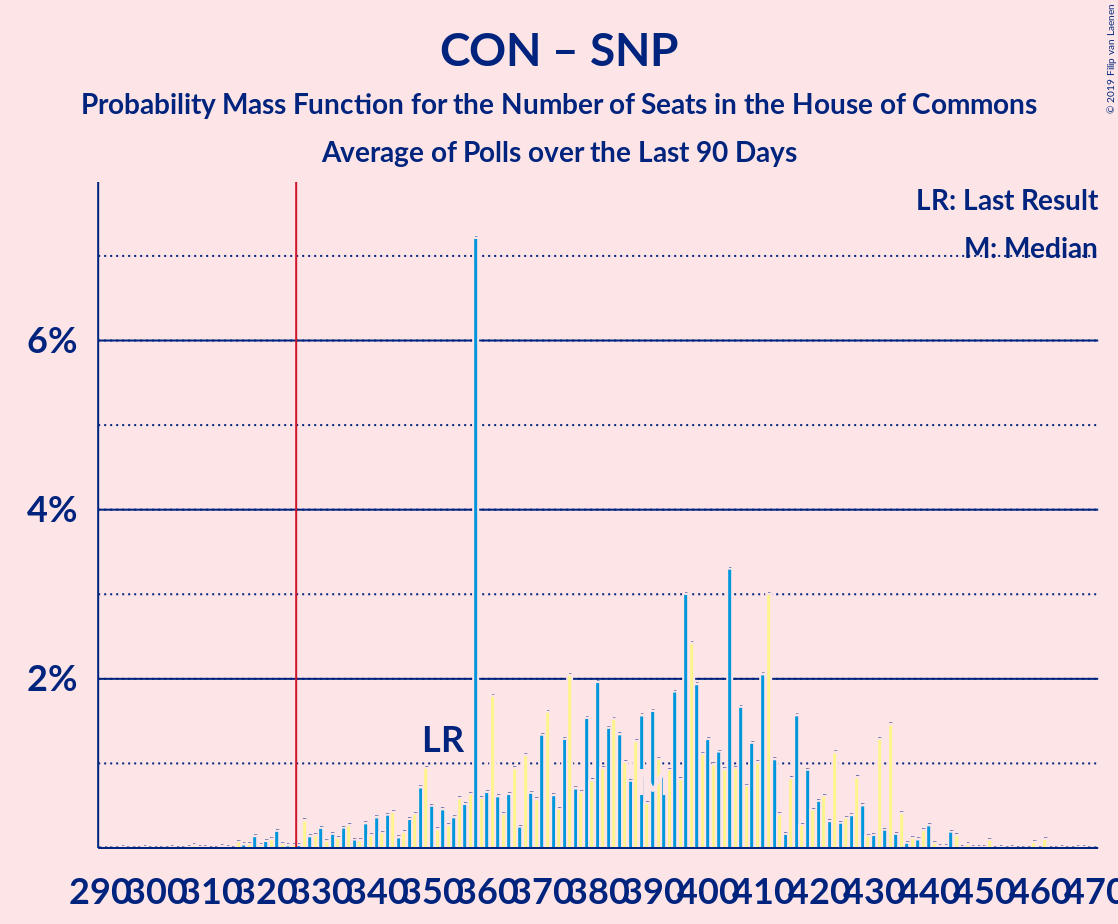 CON – SNP
Probability Mass Function for the Number of Seats in the House of Commons
Average of Polls over the Last 90 Days
© 2019 Filip van Laenen
LR: Last Result
M: Median
6%
4%
2%
LR
M
290 300 310 320 330 340 350 360 370 380 390 400 410 420 430 440 450 460 470